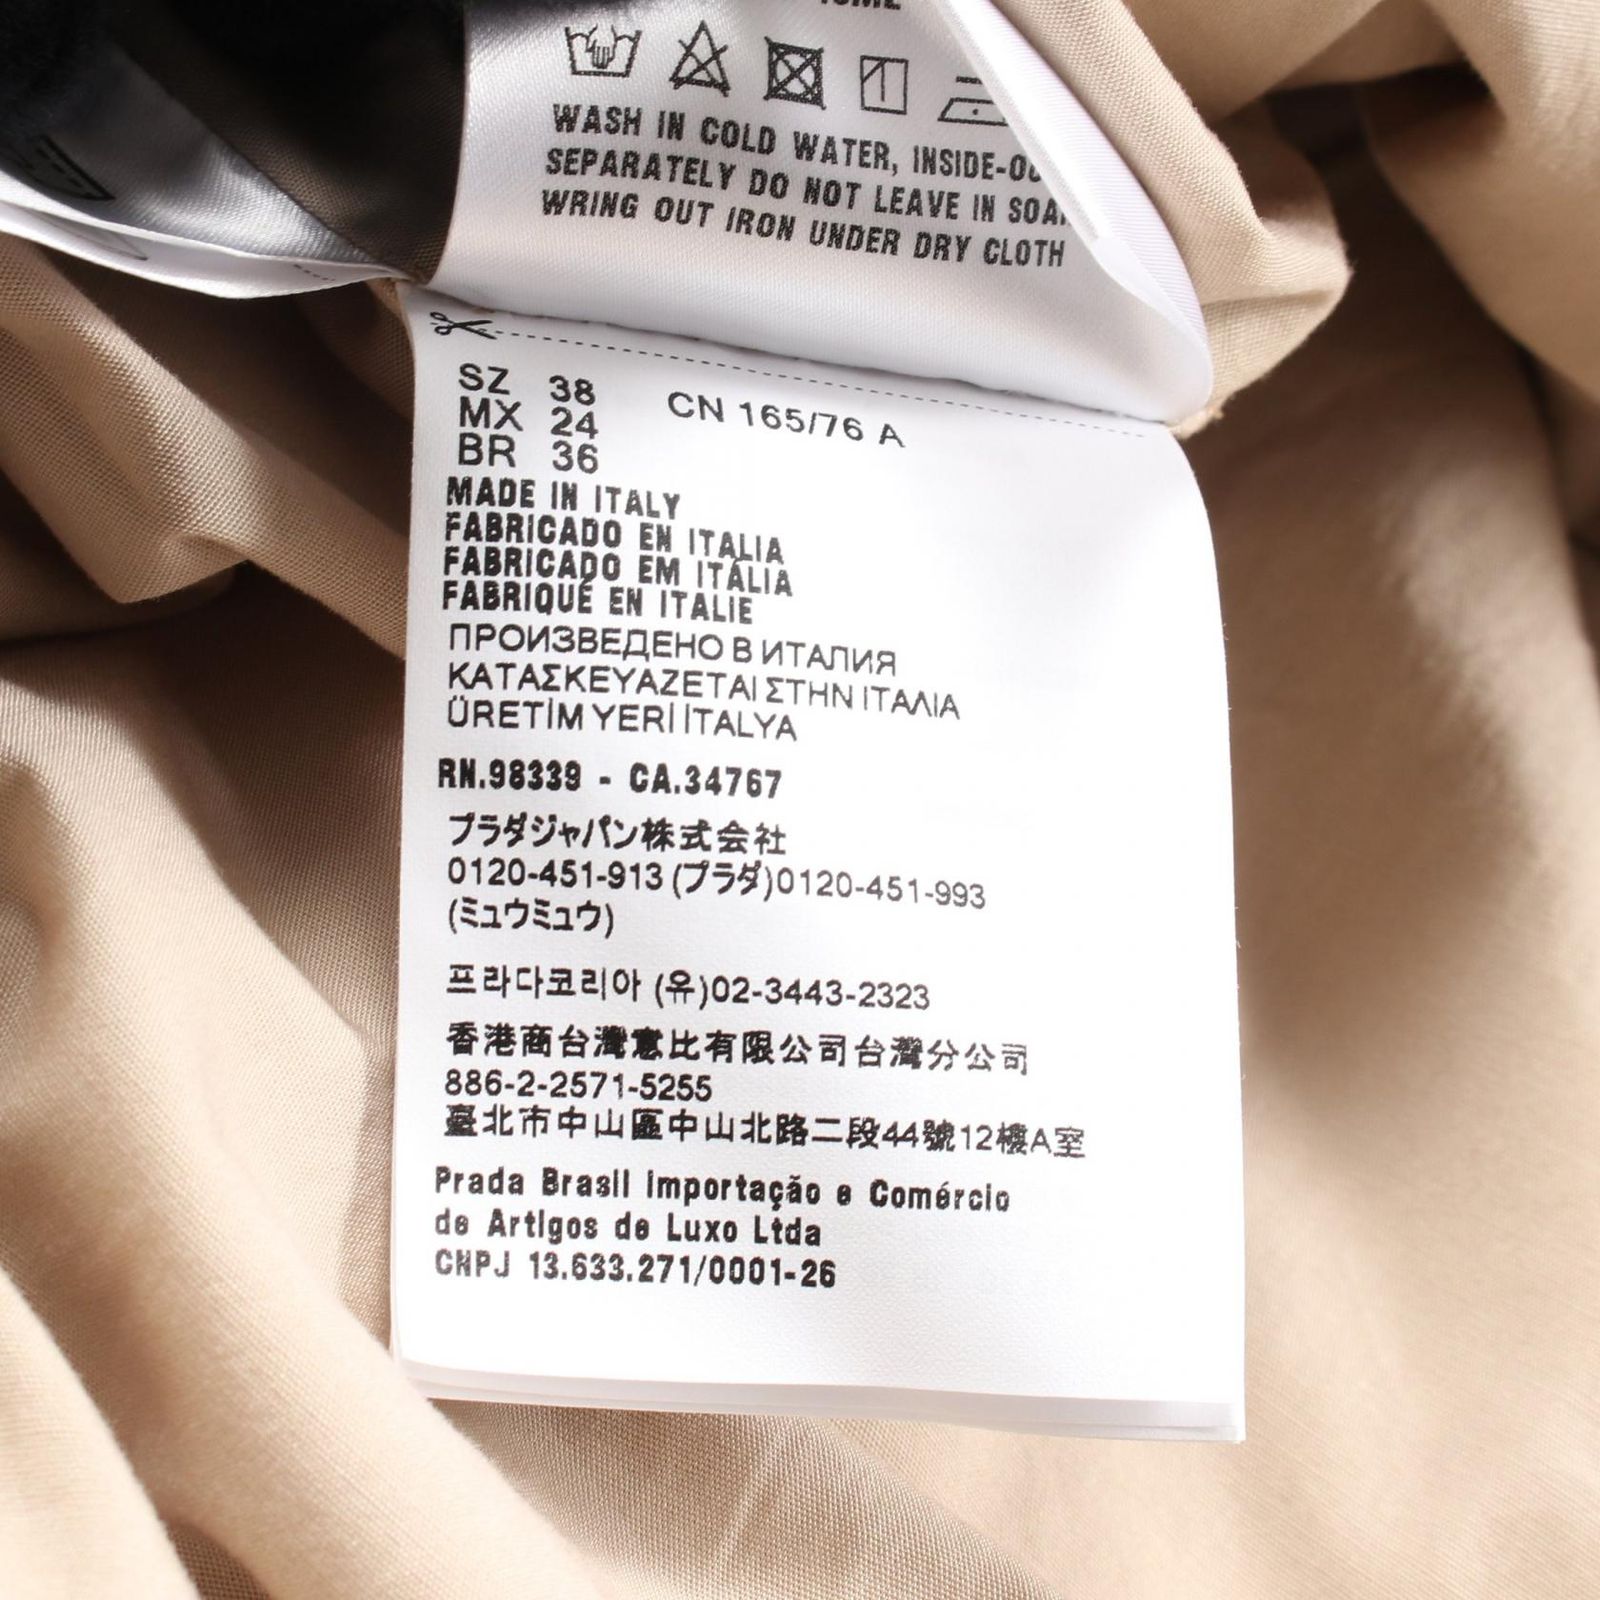 WASH IN COLD WATER, INSIDE-OU
SEPARATELY DO NOT LEAVE IN SOA
WRING OUT IRON UNDER DRY CLOTH
SZ 38 CN 165/76 A
MX 24
BR 36
MADE IN ITALY
FABRICADO EN ITALIA
FABRICADO EM ITÁLIA
FABRIQUÉ EN ITALIE
ПРОИЗВЕДЕНО В ИТАЛИЯ
ΚΑΤΑΣΚΕΥΑΖΕΤΑΙ ΣΤΗΝ ΙΤΑΛΙΑ
ÜRETİM YERİ İTALYA
RN.98339 - CA.34767
プラダジャパン株式会社
0120-451-913 (プラダ)0120-451-993
(ミュウミュウ)
프라다코리아 (유)02-3443-2323
香港商台灣意比有限公司台灣分公司
886-2-2571-5255
臺北市中山區中山北路二段44號12樓A室
Prada Brasil Importação e Comércio
de Artigos de Luxo Ltda
CNPJ 13.633.271/0001-26